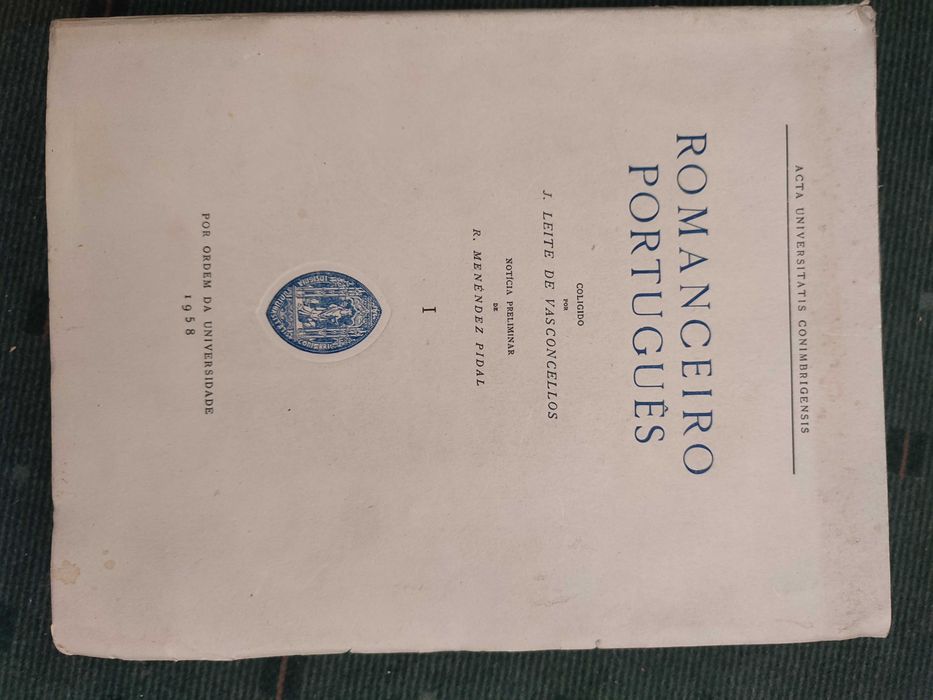 ACTA UNIVERSITATIS CONIMBRIGENSIS
ROMANCEIRO
PORTUGUÊS
COLIGIDO
POR
J. LEITE DE VASCONCELLOS
NOTÍCIA PRELIMINAR
DE
R. MENÉNDEZ PIDAL
I
POR ORDEM DA UNIVERSIDADE
1958